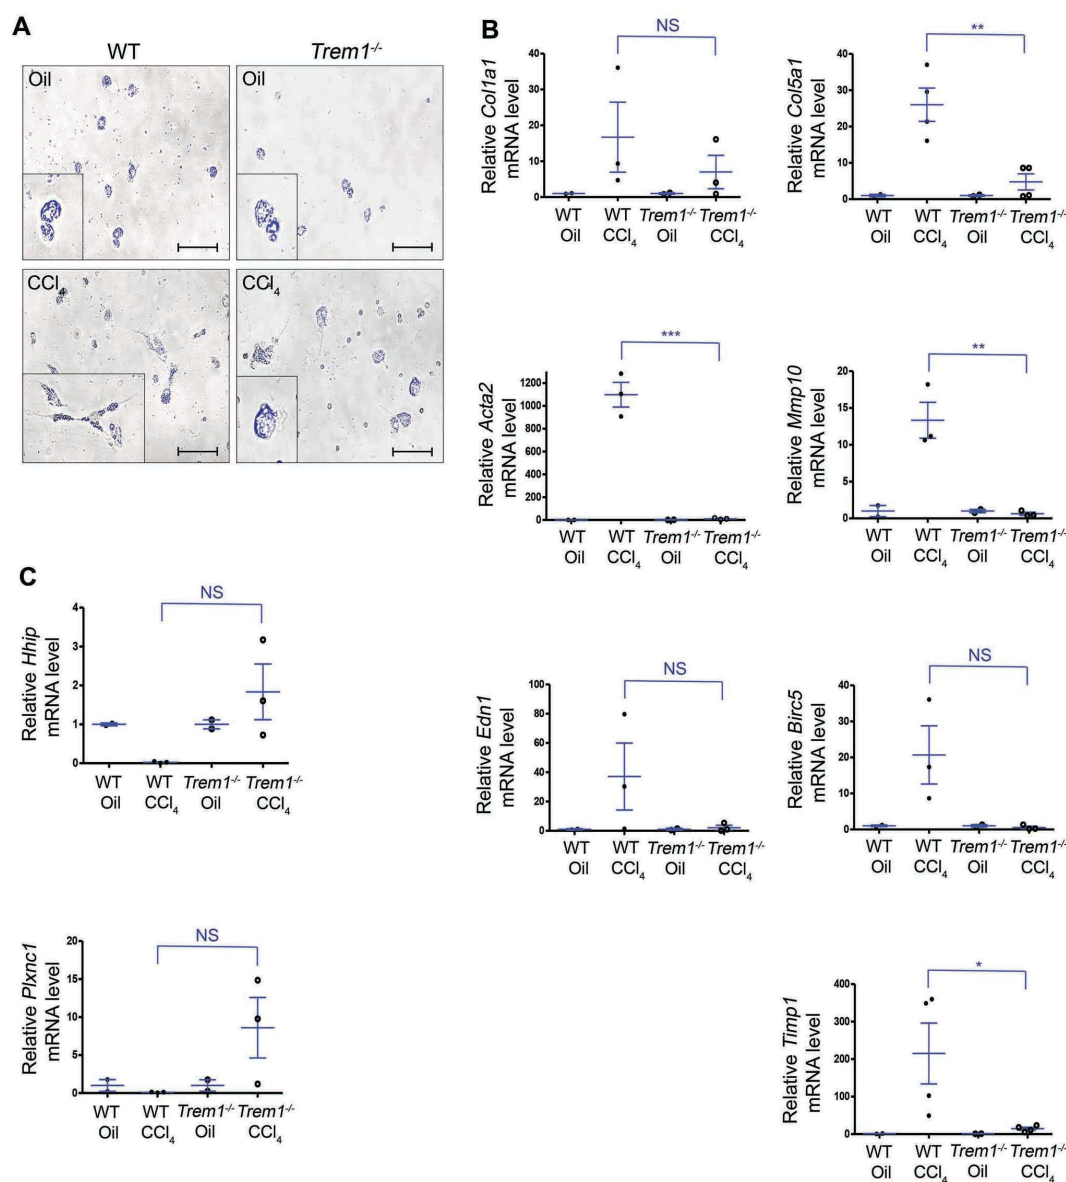 A
WT
Trem1-/-
Oil
Oil
CCl4
CCl4
B
NS
Relative Col1a1
mRNA level
40
30
20
10
0
WT WT Trem1-/- Trem1-/-
Oil CCl4 Oil CCl4
**
Relative Col5a1
mRNA level
40
30
20
10
0
WT WT Trem1-/- Trem1-/-
Oil CCl4 Oil CCl4
***
Relative Acta2
mRNA level
1200
1000
800
600
400
200
0
WT WT Trem1-/- Trem1-/-
Oil CCl4 Oil CCl4
**
Relative Mmp10
mRNA level
20
15
10
5
0
WT WT Trem1-/- Trem1-/-
Oil CCl4 Oil CCl4
NS
Relative Edn1
mRNA level
100
80
60
40
20
0
WT WT Trem1-/- Trem1-/-
Oil CCl4 Oil CCl4
NS
Relative Birc5
mRNA level
40
30
20
10
0
WT WT Trem1-/- Trem1-/-
Oil CCl4 Oil CCl4
*
Relative Timp1
mRNA level
400
300
200
100
0
WT WT Trem1-/- Trem1-/-
Oil CCl4 Oil CCl4
C
NS
Relative Hhip
mRNA level
4
3
2
1
0
WT WT Trem1-/- Trem1-/-
Oil CCl4 Oil CCl4
NS
Relative Plxnc1
mRNA level
20
15
10
5
0
WT WT Trem1-/- Trem1-/-
Oil CCl4 Oil CCl4